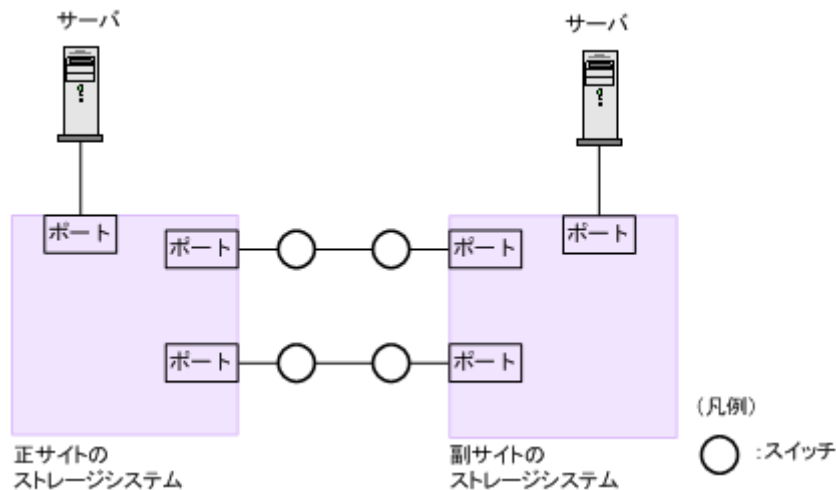 サーバ
サーバ
ポート
ポート
ポート
ポート
ポート
ポート
正サイトの
ストレージシステム
副サイトの
ストレージシステム
(凡例)
:スイッチ